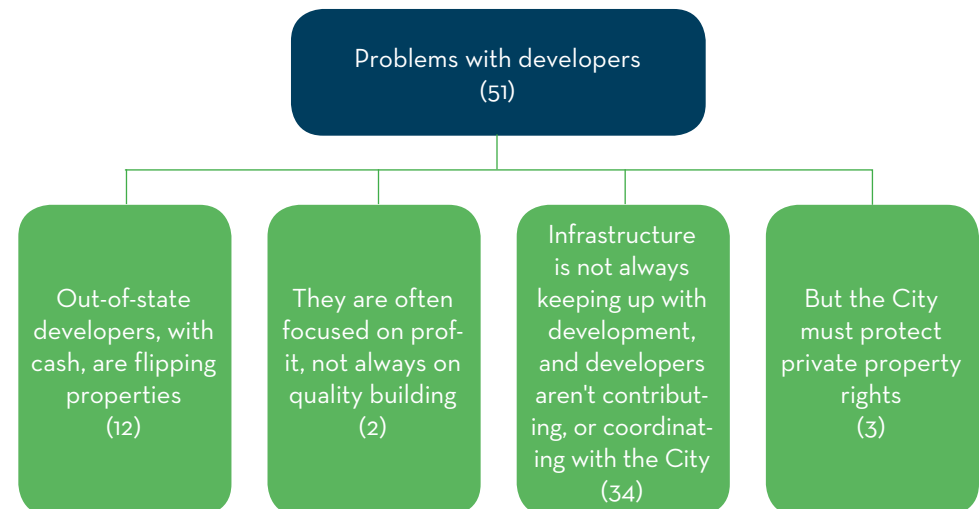 Problems with developers
(51)
Out-of-state
developers, with
cash, are flipping
properties
(12)
They are often
focused on prof-
it, not always on
quality building
(2)
Infrastructure
is not always
keeping up with
development,
and developers
aren't contribut-
ing, or coordinat-
ing with the City
(34)
But the City
must protect
private property
rights
(3)